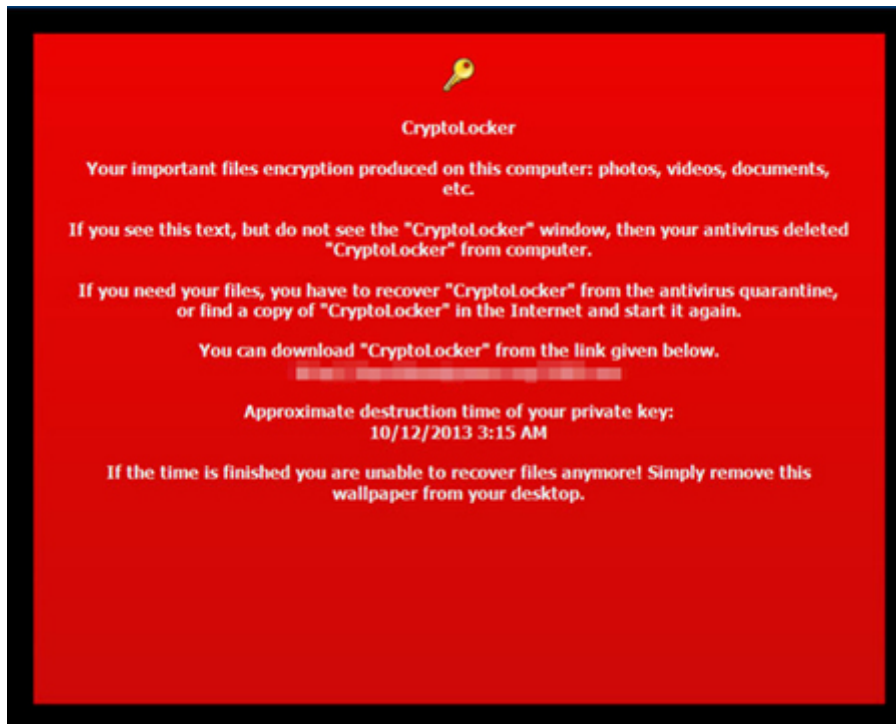 CryptoLocker
Your important files encryption produced on this computer: photos, videos, documents,
etc.
If you see this text, but do not see the "CryptoLocker" window, then your antivirus deleted
"CryptoLocker" from computer.
If you need your files, you have to recover "CryptoLocker" from the antivirus quarantine,
or find a copy of "CryptoLocker" in the Internet and start it again.
You can download "CryptoLocker" from the link given below.
Approximate destruction time of your private key:
10/12/2013 3:15 AM
If the time is finished you are unable to recover files anymore! Simply remove this
wallpaper from your desktop.